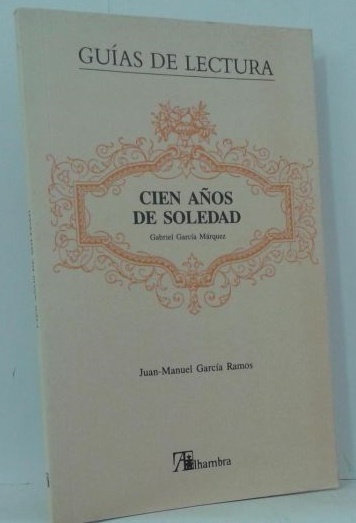 GUÍAS DE LECTURA
CIEN AÑOS
DE SOLEDAD
Gabriel García Márquez
Juan-Manuel García Ramos
Alhambra